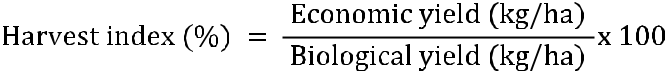 Harvest index (%) = Economic yield (kg/ha)
Biological yield (kg/ha) x 100